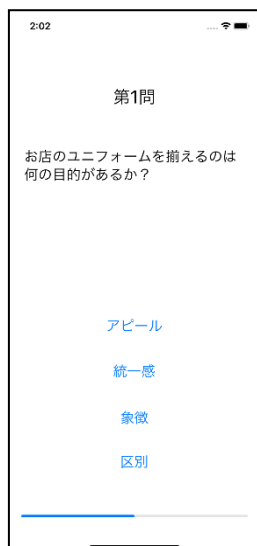 2:02
第1問
お店のユニフォームを揃えるのは
何の目的があるか？
アピール
統一感
象徴
区別